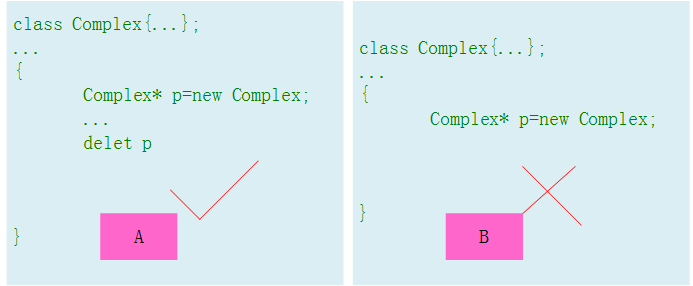 class Complex{...};
...
{
Complex* p=new Complex;
...
delet p
}
A
class Complex{...};
...
{
Complex* p=new Complex;
}
B